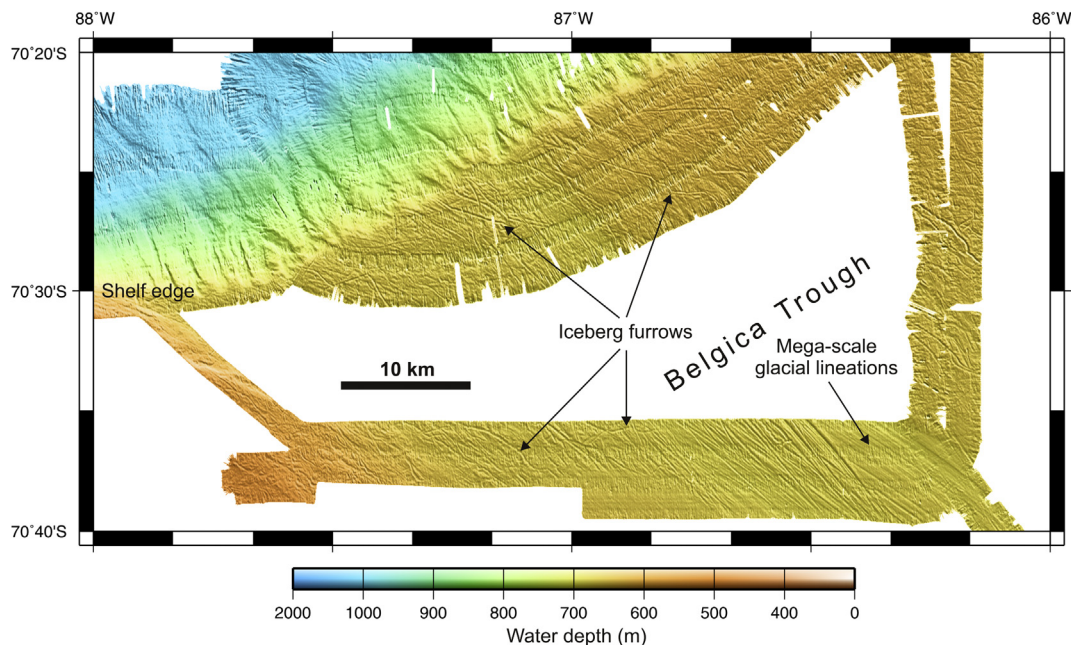 88˚W 87˚W 86˚W
70˚20'S
70˚30'S
Shelf edge
Iceberg furrows
Belgica Trough
10 km
Mega-scale
glacial lineations
70˚40'S
2000 1000 900 800 700 600 500 400 0
Water depth (m)